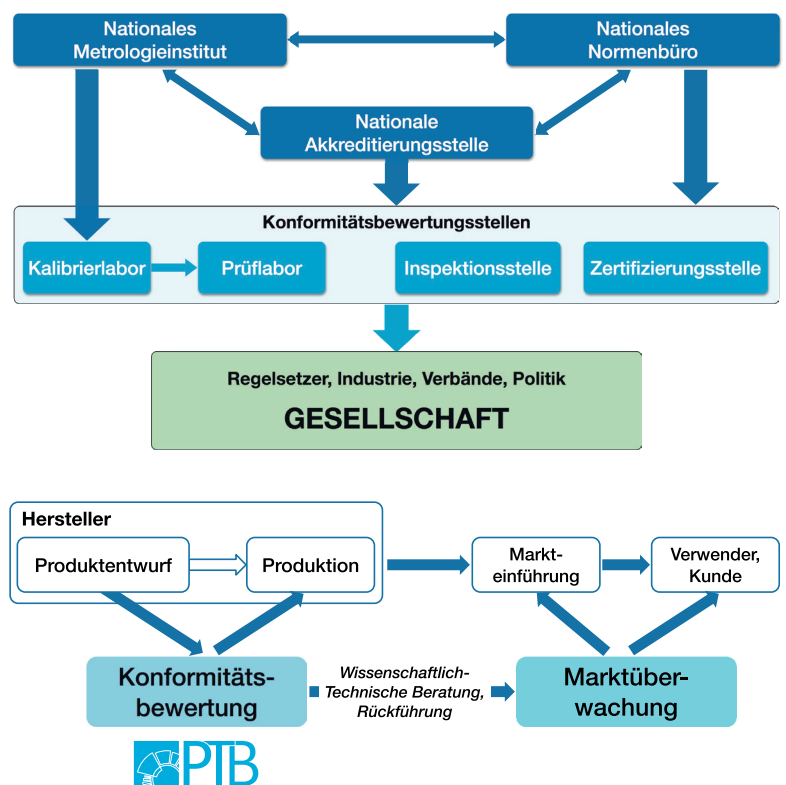 Nationales
Metrologieinstitut
Nationales
Normenbüro
Nationale
Akkreditierungsstelle
Konformitätsbewertungsstellen
Kalibrierlabor
Prüflabor
Inspektionsstelle
Zertifizierungsstelle
Regelsetzer, Industrie, Verbände, Politik
GESELLSCHAFT
Hersteller
Produktentwurf
Produktion
Markt-
einführung
Verwender,
Kunde
Konformitäts-
bewertung
Wissenschaftlich-
Technische Beratung,
Rückführung
Marktüber-
wachung
PTB